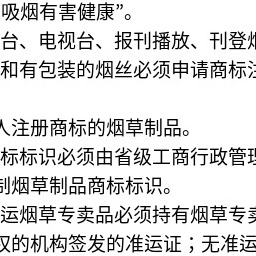 吸烟有害健康”。
台、电视台、报刊播放、刊登烟
和有包装的烟丝必须申请商标注
人注册商标的烟草制品。
标标识必须由省级工商行政管理
制烟草制品商标标识。
运烟草专卖品必须持有烟草专卖
权的机构签发的准运证；无准运